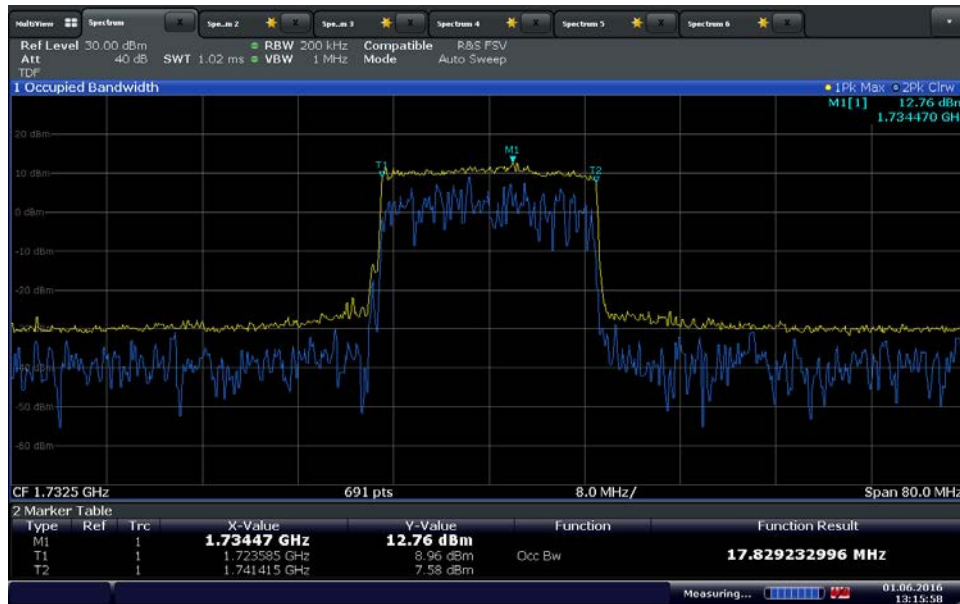 MultiView Spectrum X Spe...m 2 X Spe...m 3 X Spectrum 4 X Spectrum 5 X Spectrum 6 X
Ref Level 30.00 dBm RBW 200 kHz Compatible R&S FSV
Att 40 dB SWT 1.02 ms VBW 1 MHz Mode Auto Sweep
TDF
1 Occupied Bandwidth 1Pk Max 2Pk Clrw
M1[1] 12.76 dBm
1.734470 GH
20 dBm
M1
T1 T2
10 dBm
0 dBm
-10 dBm
-20 dBm
-50 dBm
-60 dBm
CF 1.7325 GHz 691 pts 8.0 MHz/ Span 80.0 MHz
2 Marker Table
Type Ref Trc X-Value Y-Value Function Function Result
M1 1 1.73447 GHz 12.76 dBm
T1 1 1.723585 GHz 8.96 dBm Occ Bw 17.829232996 MHz
T2 1 1.741415 GHz 7.58 dBm
Measuring... 01.06.2016
13:15:58